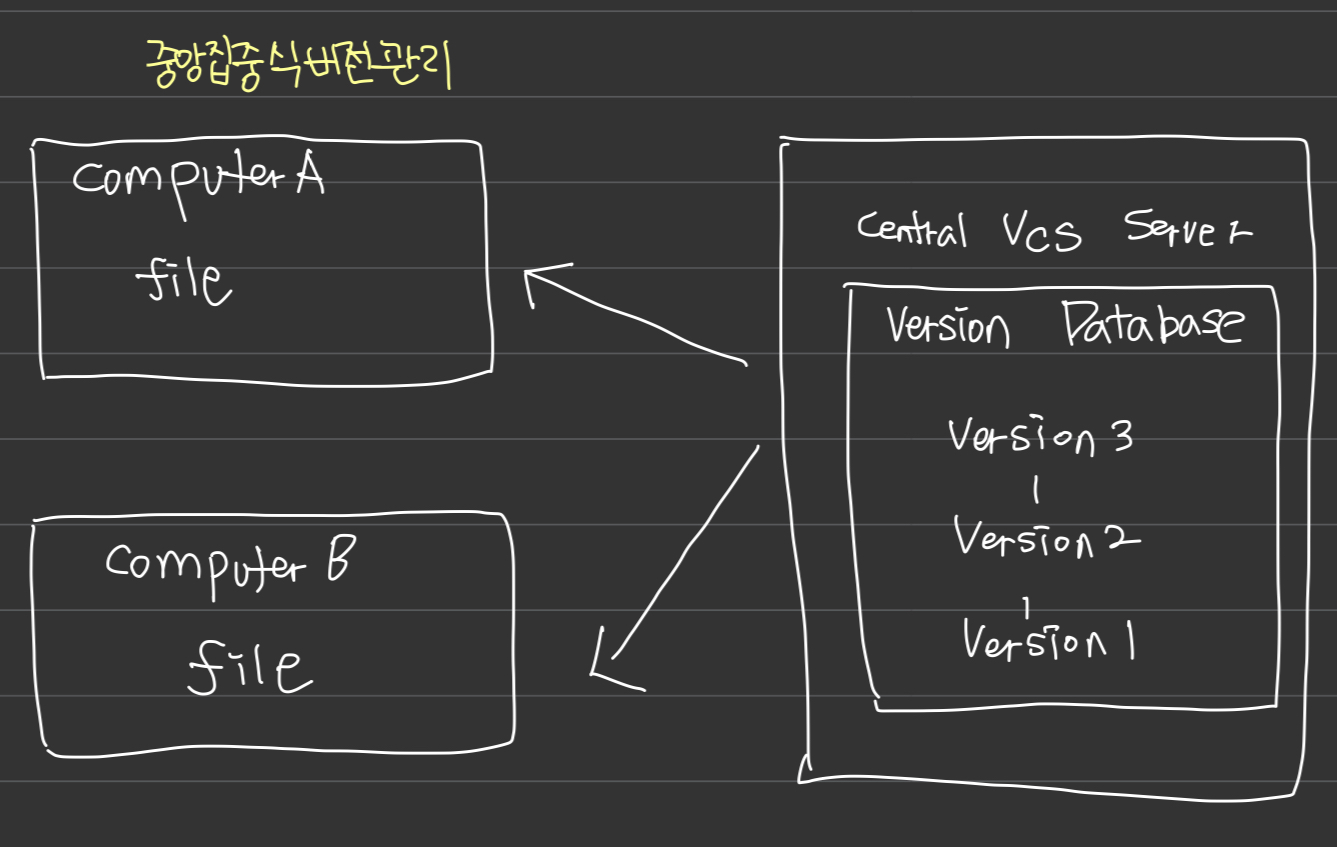 중앙집중식버전관리
Computer A
file
Central VCS Server
Version Database
Version 3
Version 2
Version 1
Computer B
file